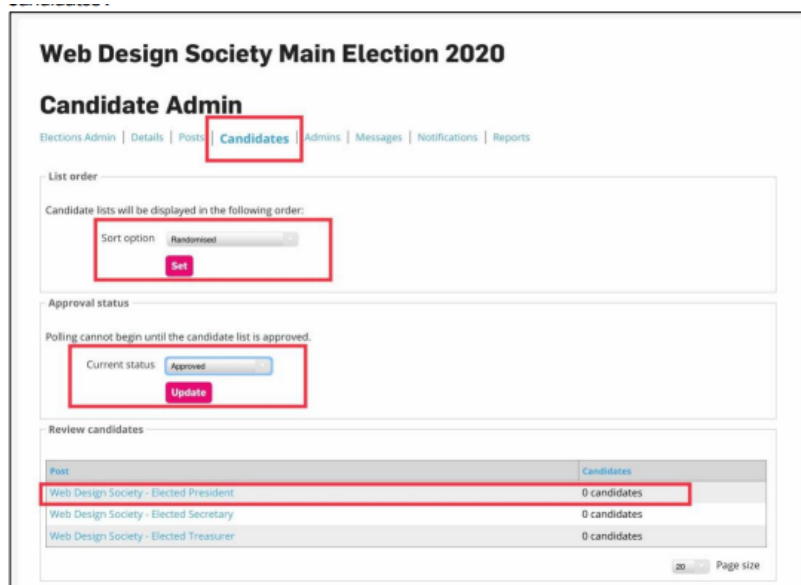 Web Design Society Main Election 2020
Candidate Admin
Elections Admin | Details | Posts | Candidates | Admins | Messages | Notifications | Reports
List order
Candidate lists will be displayed in the following order:
Sort option Randomised
Set
Approval status
Polling cannot begin until the candidate list is approved.
Current status Approved
Update
Review candidates
Post Candidates
Web Design Society - Elected President 0 candidates
Web Design Society - Elected Secretary 0 candidates
Web Design Society - Elected Treasurer 0 candidates
20 Page size